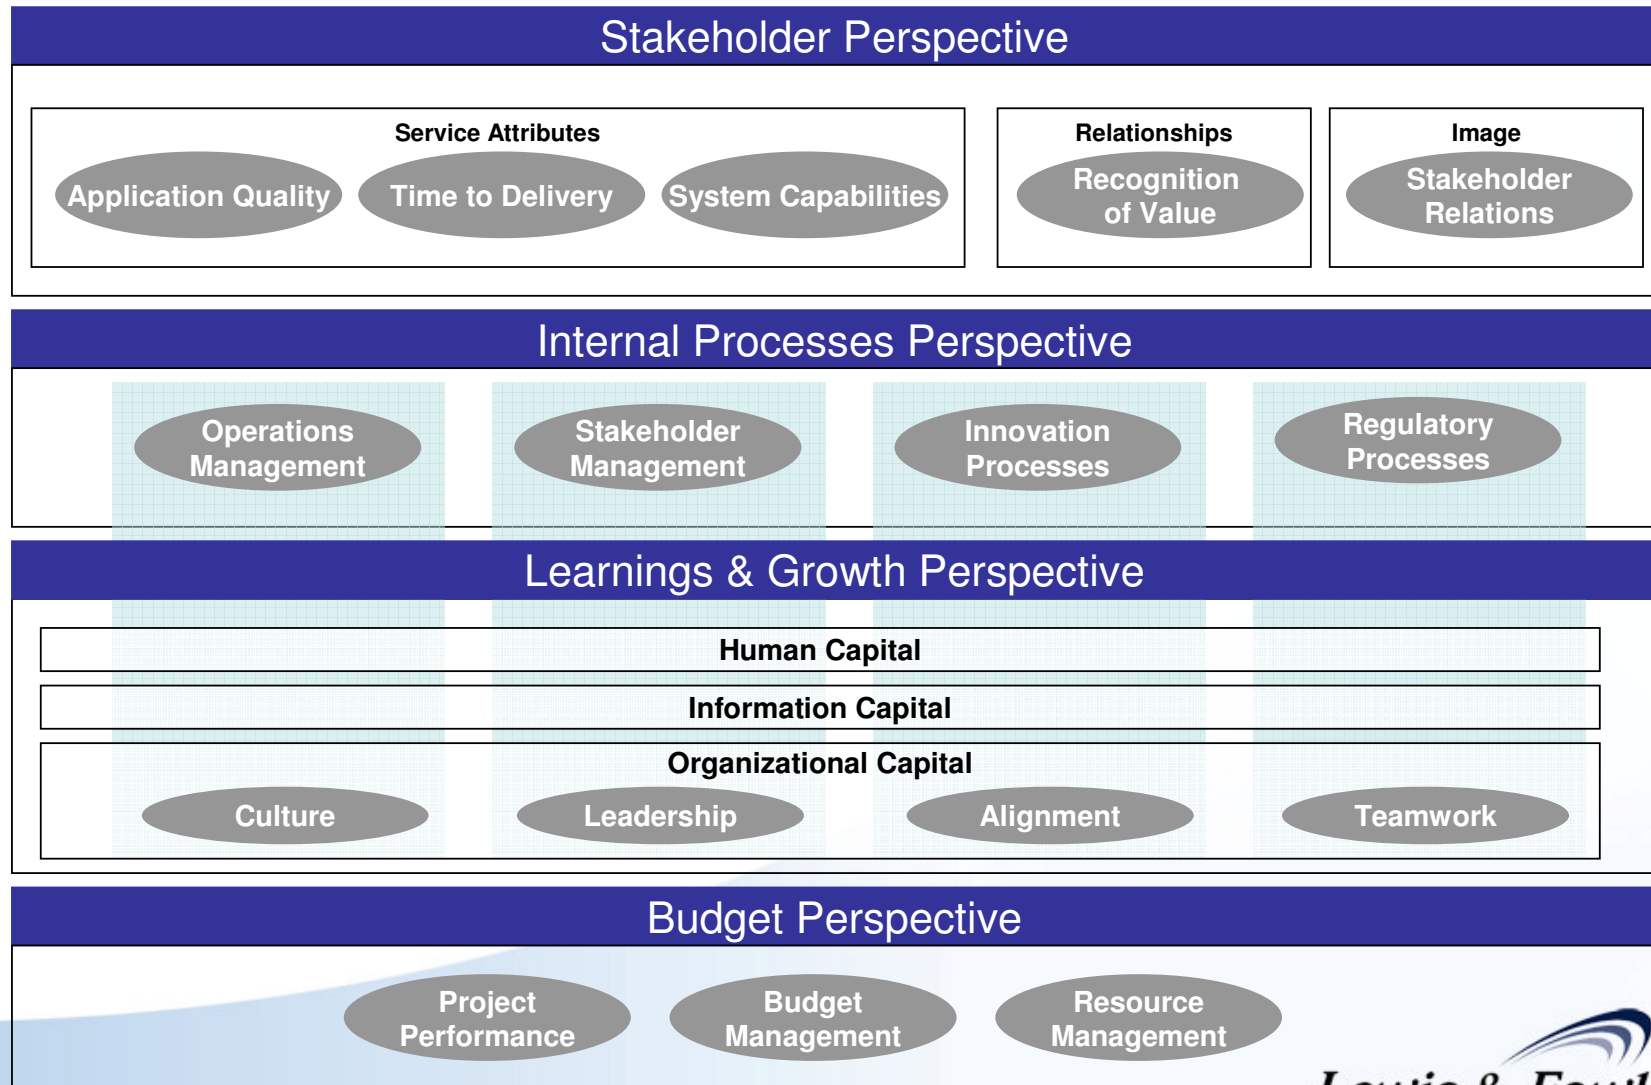 Stakeholder Perspective
Service Attributes
Application Quality
Time to Delivery
System Capabilities
Relationships
Recognition
of Value
Image
Stakeholder
Relations
Internal Processes Perspective
Operations
Management
Stakeholder
Management
Innovation
Processes
Regulatory
Processes
Learnings & Growth Perspective
Human Capital
Information Capital
Organizational Capital
Culture
Leadership
Alignment
Teamwork
Budget Perspective
Project
Performance
Budget
Management
Resource
Management